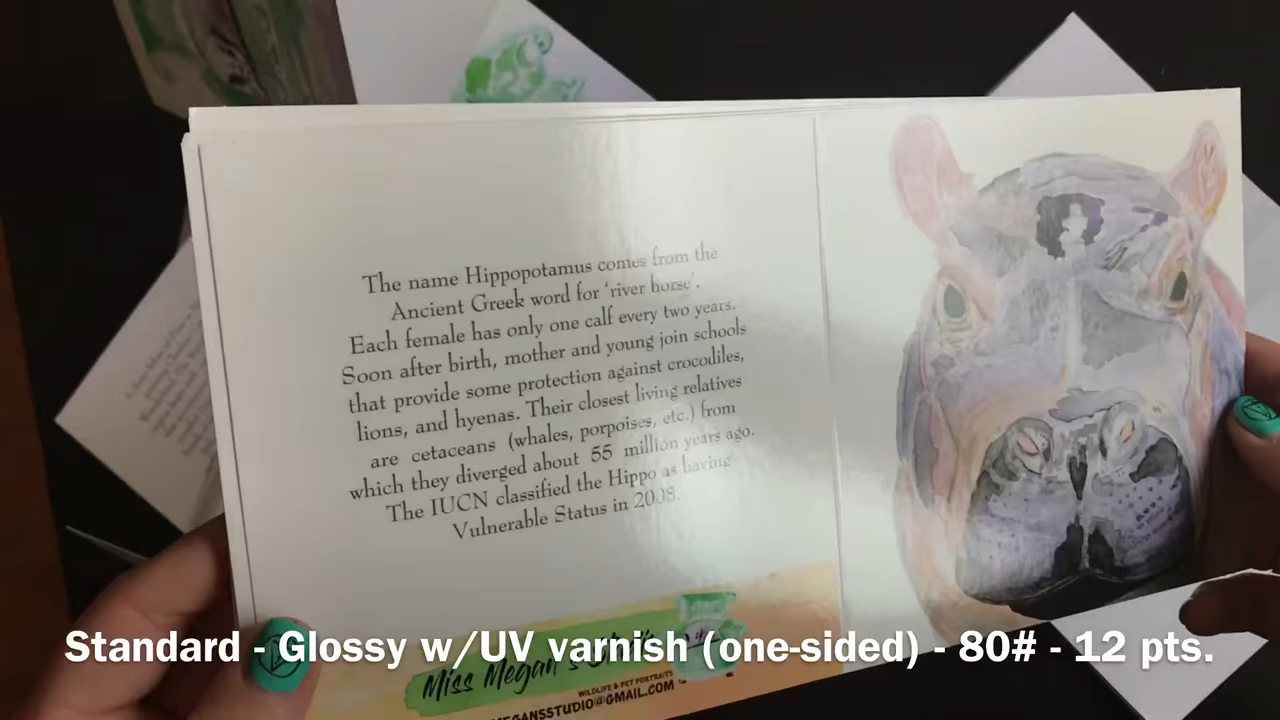 The name Hippopotamus comes from the
Ancient Greek word for 'river horse'.
Each female has only one calf every two years.
Soon after birth, mother and young join schools
that provide some protection against crocodiles,
lions, and hyenas. Their closest living relatives
are cetaceans (whales, porpoises, etc.) from
which they diverged about 55 million years ago.
The IUCN classified the Hippo as having
Vulnerable Status in 2008.
Miss Megan's
WILDLIFE & PET PORTRAITS
GANSSTUDIO@GMAIL.COM
Standard - Glossy w/UV varnish (one-sided) - 80# - 12 pts.